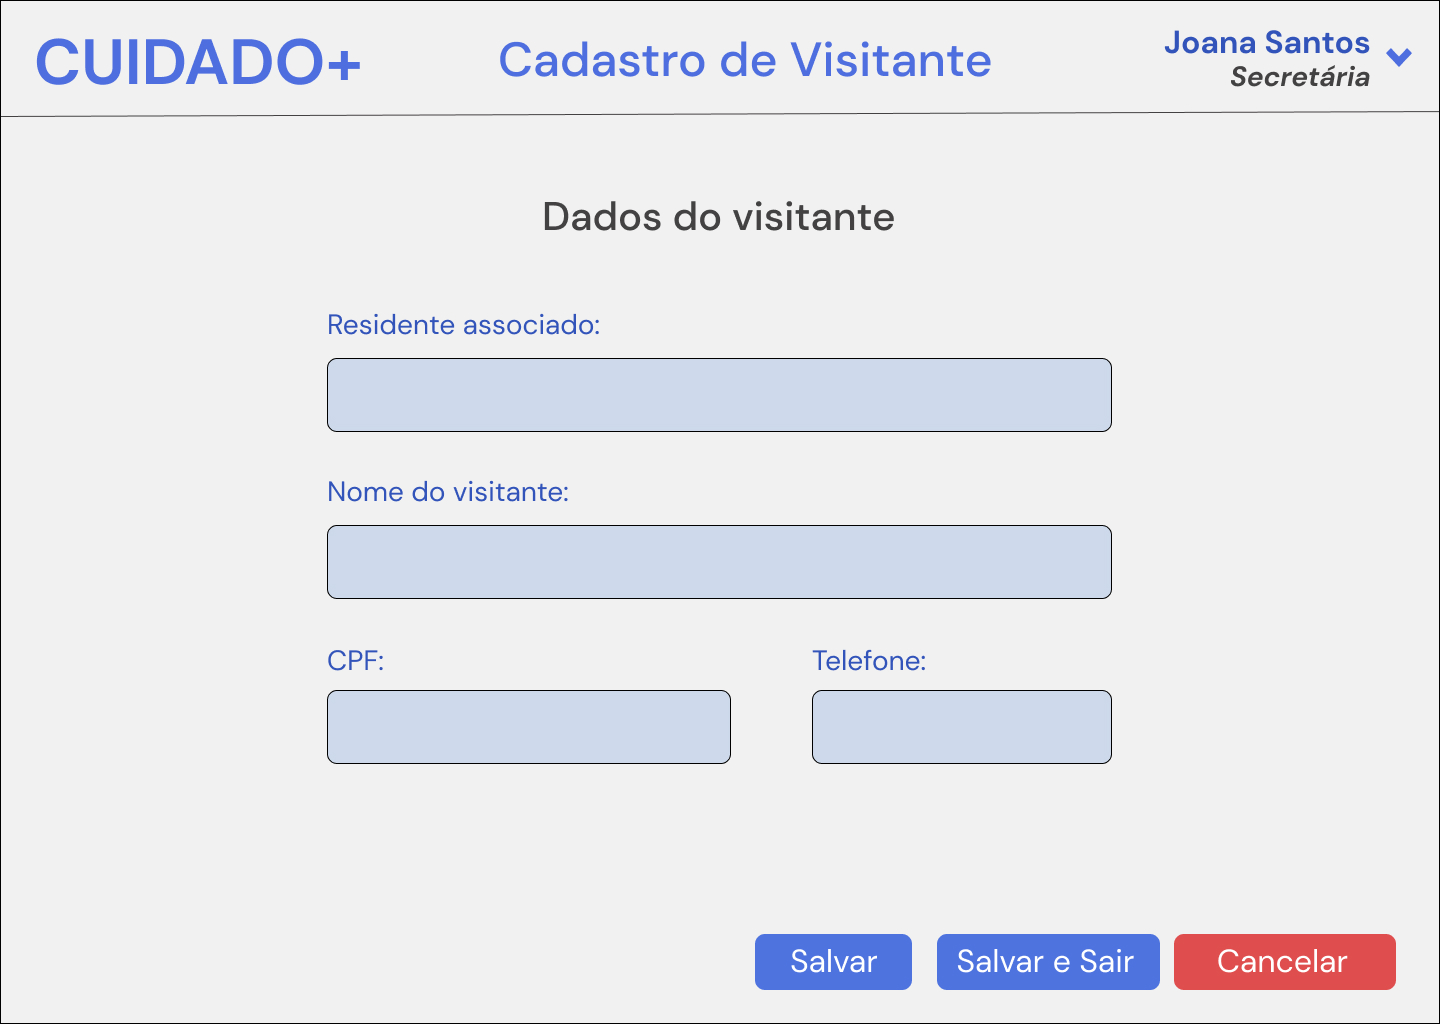 CUIDADO+
Cadastro de Visitante
Joana Santos
Secretária
Dados do visitante
Residente associado:
Nome do visitante:
CPF:
Telefone:
Salvar
Salvar e Sair
Cancelar